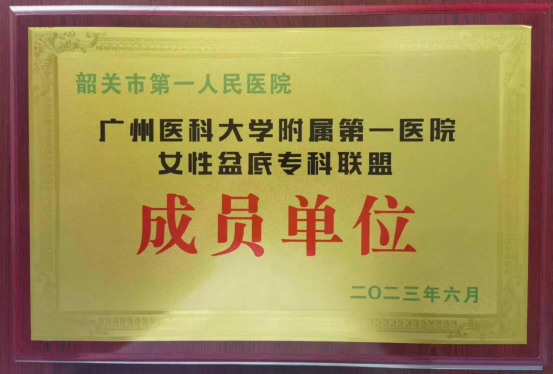 韶关市第一人民医院
广州医科大学附属第一医院
女性盆底专科联盟
成员单位
二〇二三年六月